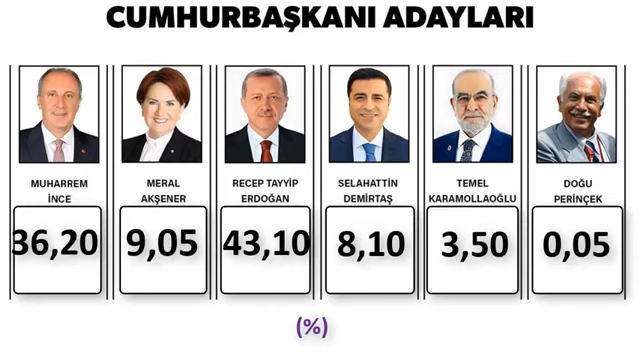 CUMHURBAŞKANI ADAYLARI
MUHARREM
İNCE
MERAL
AKŞENER
RECEP TAYYİP
ERDOĞAN
SELAHATTİN
DEMİRTAŞ
TEMEL
KARAMOLLAOĞLU
DOĞU
PERİNÇEK
36,20
9,05
43,10
8,10
3,50
0,05
(%)